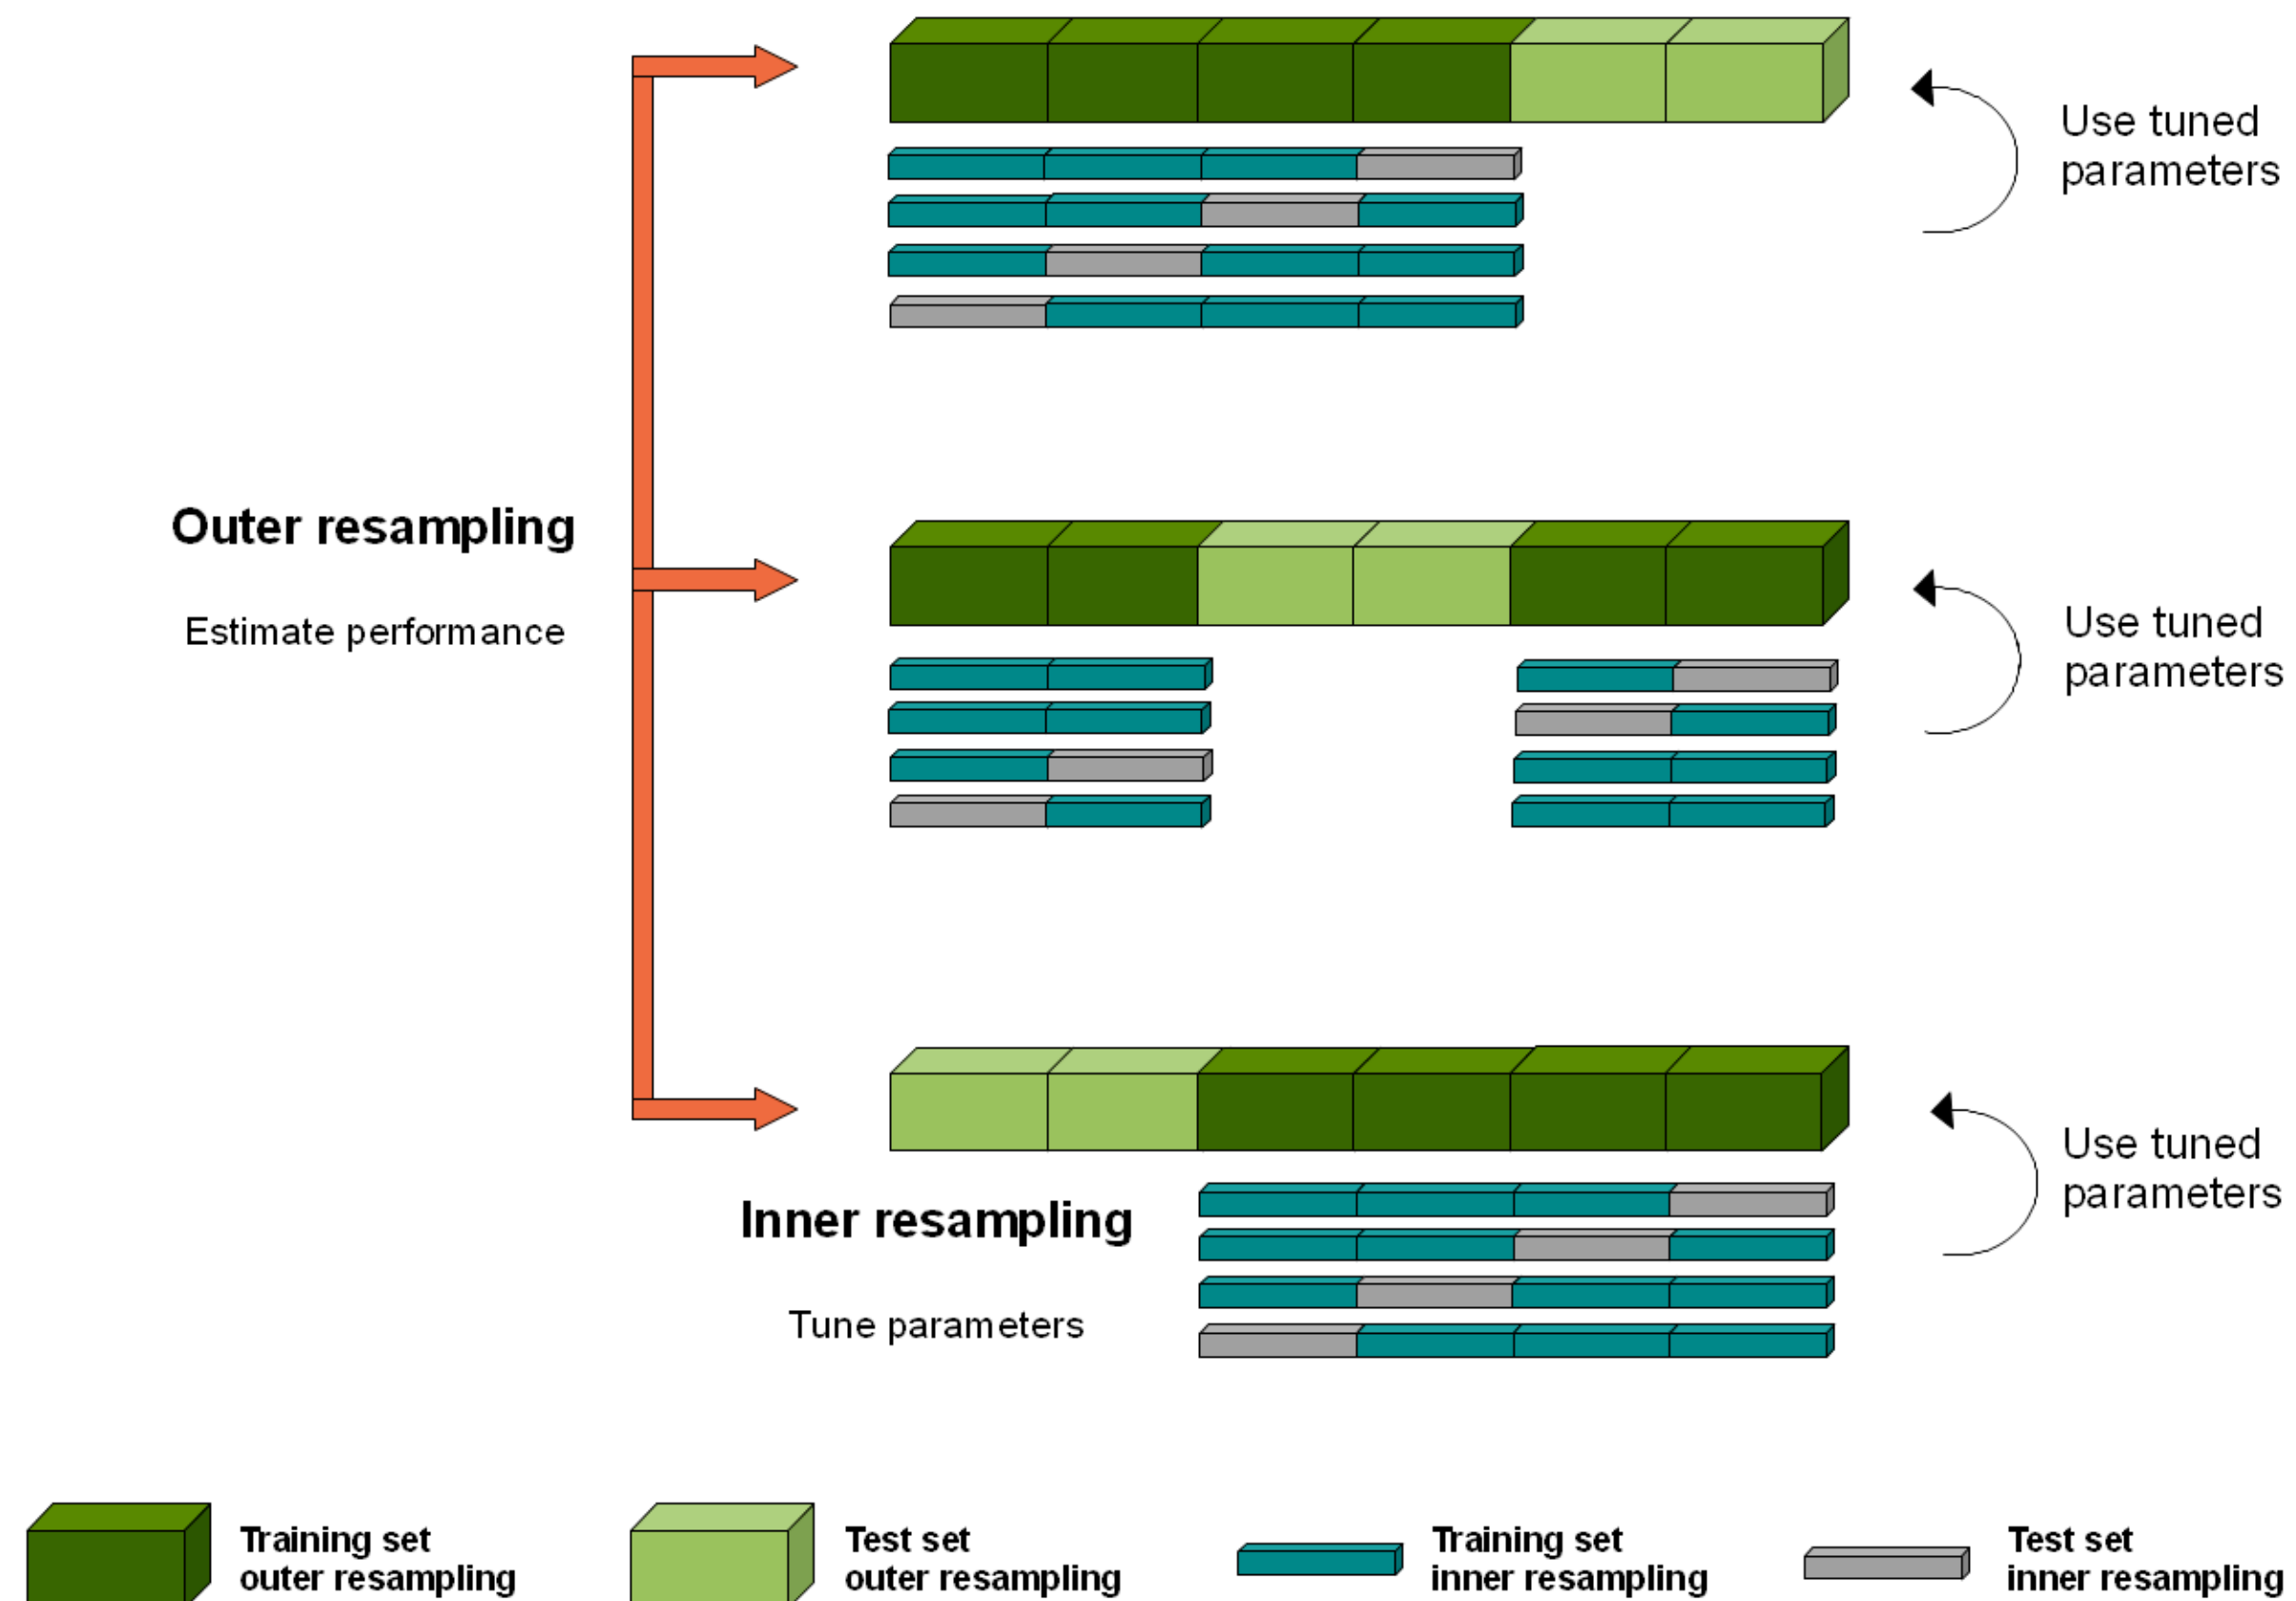 Use tuned
parameters
Outer resampling
Estimate performance
Use tuned
parameters
Use tuned
parameters
Inner resampling
Tune parameters
Training set
outer resampling
Test set
outer resampling
Training set
inner resampling
Test set
inner resampling